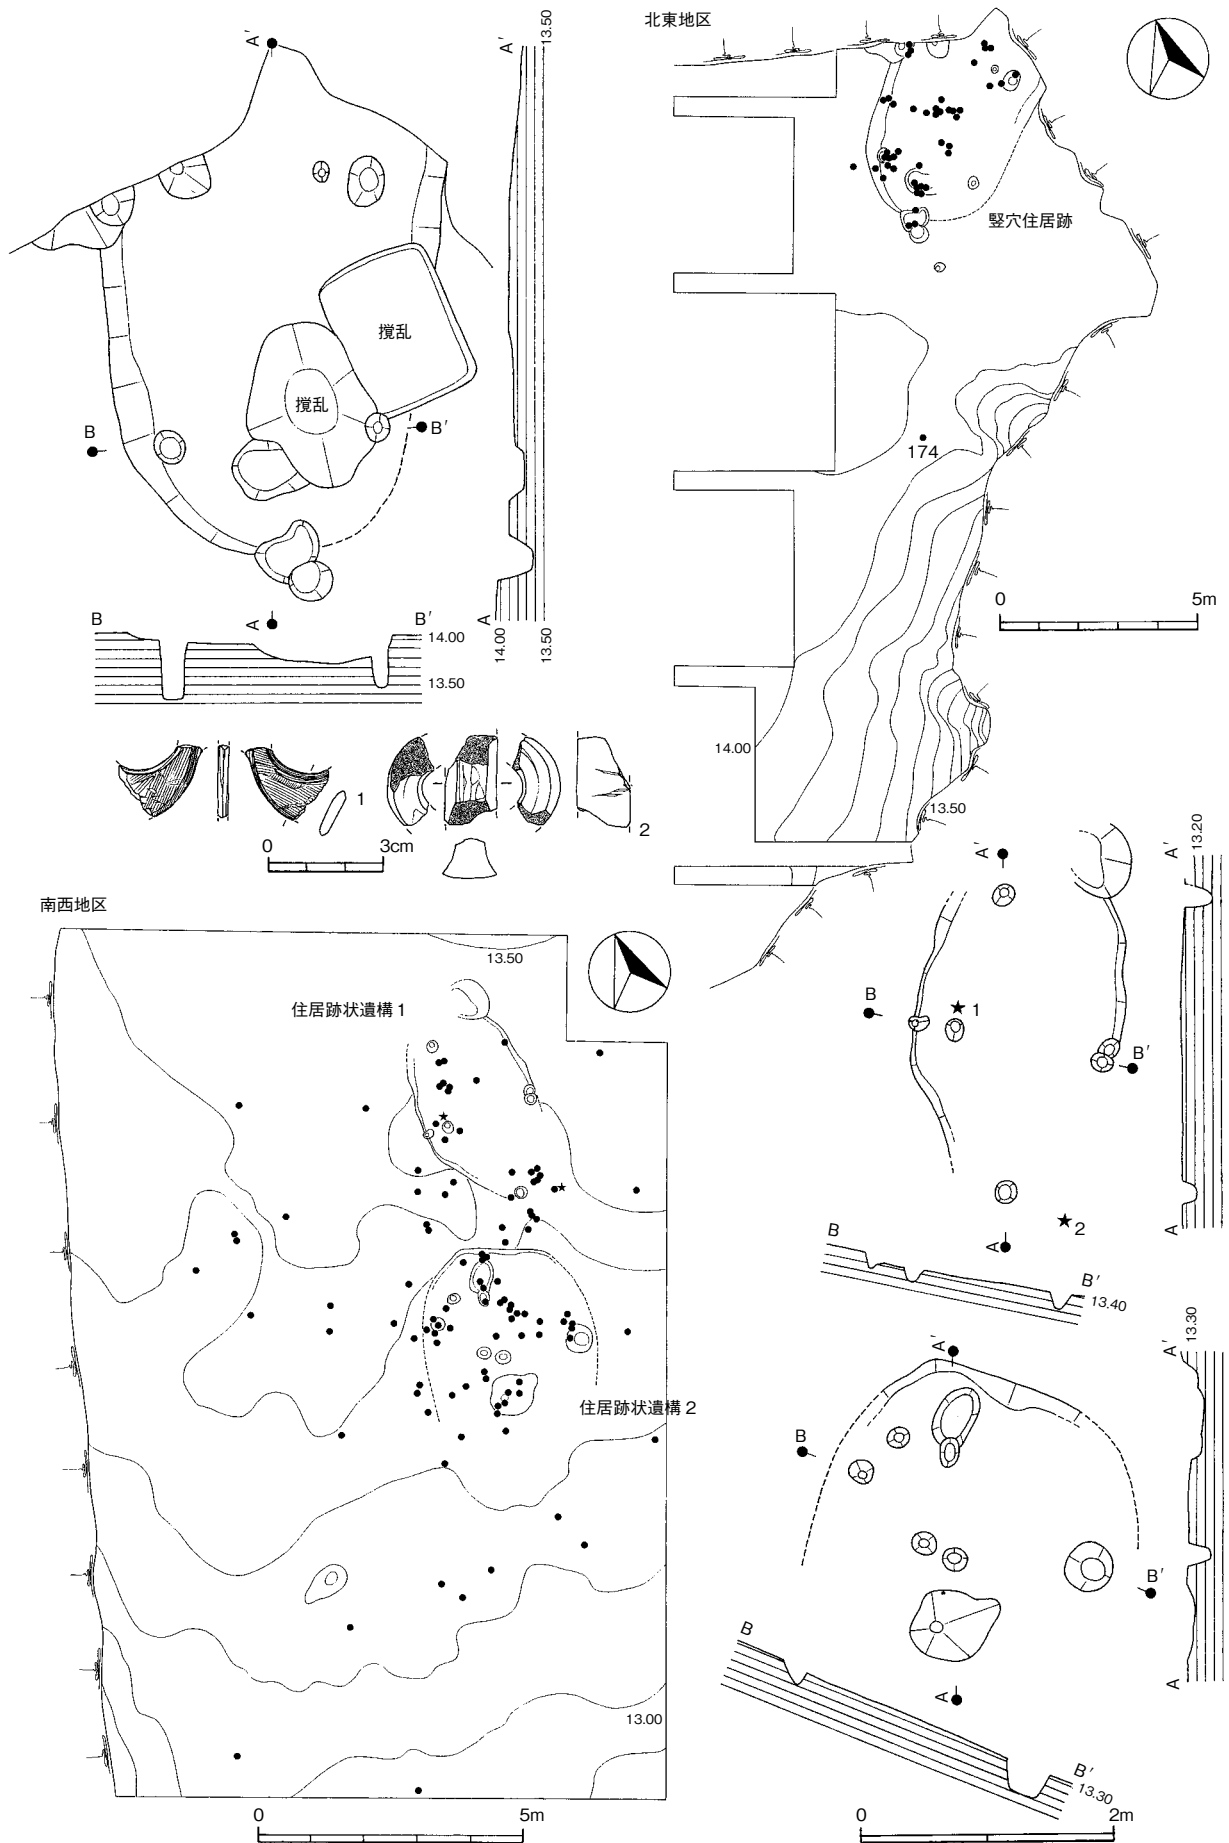 A′
A′
13.50
撹乱
撹乱
B
B′
A
A
14.00
13.50
B
B′
14.00
13.50
1
2
0 3cm
北東地区
竪穴住居跡
174
0 5m
14.00
13.50
南西地区
13.50
住居跡状遺構 1
住居跡状遺構 2
13.00
0 5m
A′
A′
13.20
B
★ 1
B′
★ 2
A
A
B
B′
13.40
A′
A′
13.30
B
B′
A
A
B
B′
13.30
0 2m